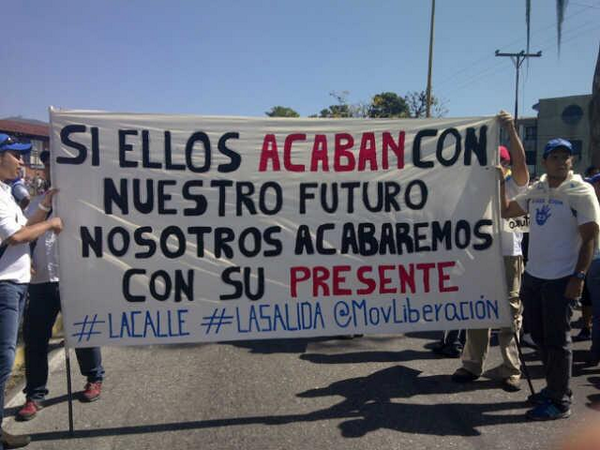 SI ELLOS ACABAN CON
NUESTRO FUTURO
NOSOTROS ACABAREMOS
CON SU PRESENTE
# LACALLE # LASALIDA @MovLiberación